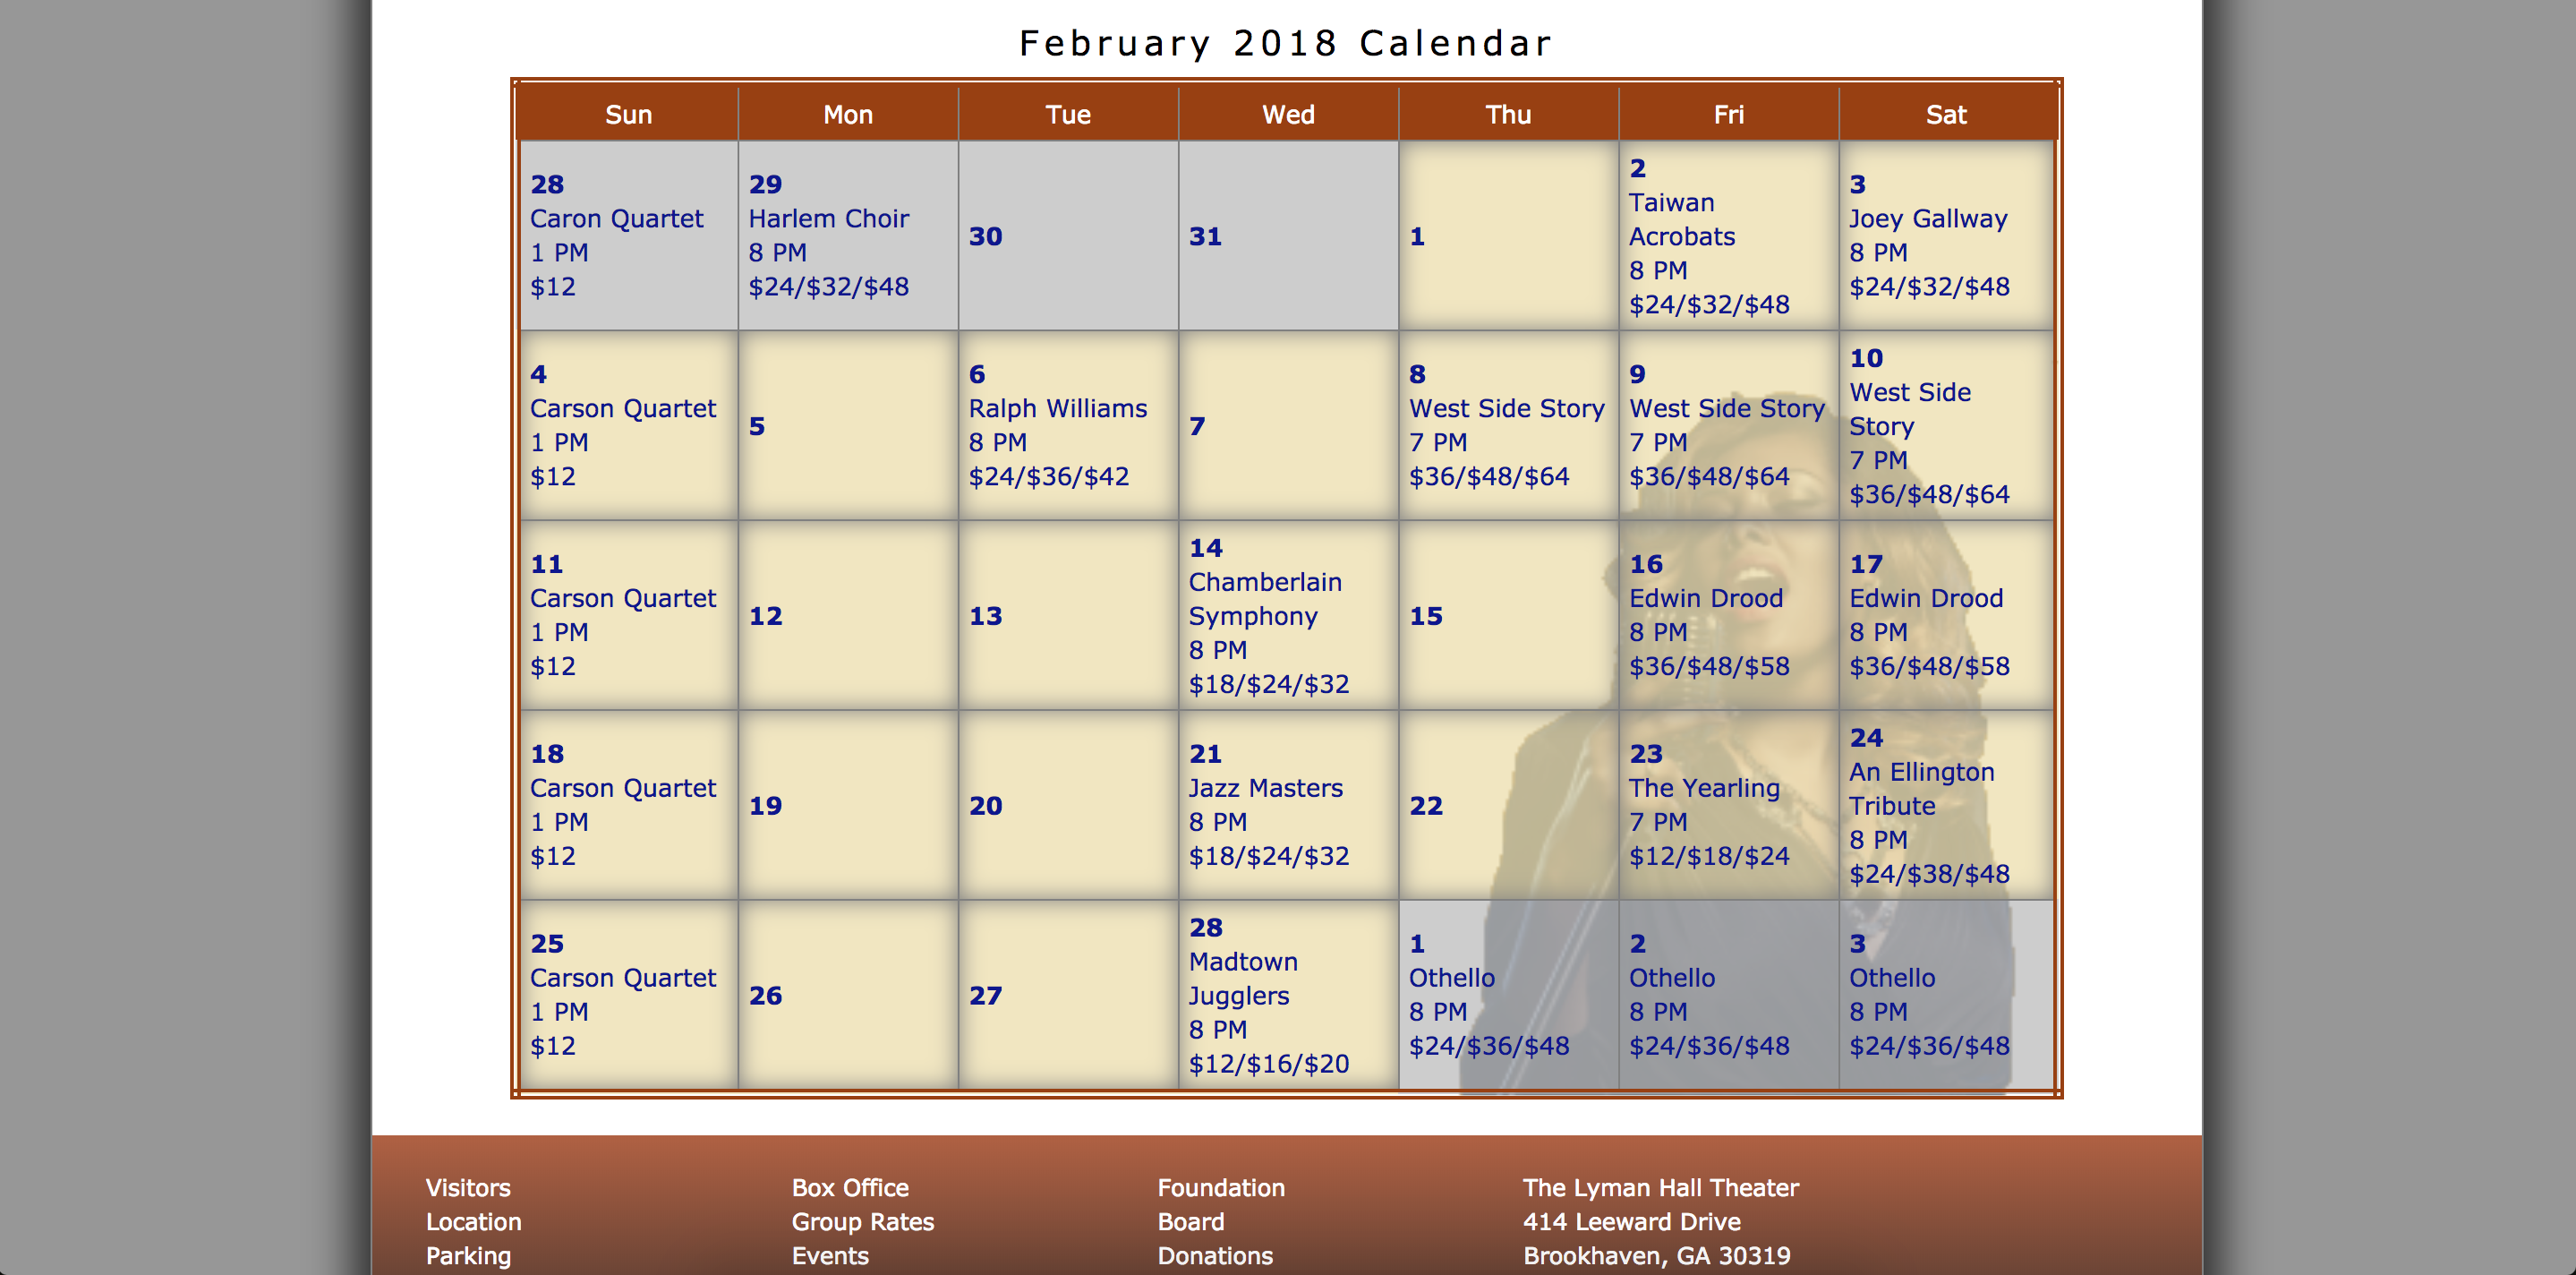 February 2018 Calendar
Sun Mon Tue Wed Thu Fri Sat
28
Caron Quartet
1 PM
$12
29
Harlem Choir
8 PM
$24/$32/$48
30
31
1
2
Taiwan
Acrobats
8 PM
$24/$32/$48
3
Joey Gallway
8 PM
$24/$32/$48
4
Carson Quartet
1 PM
$12
5
6
Ralph Williams
8 PM
$24/$36/$42
7
8
West Side Story
7 PM
$36/$48/$64
9
West Side Story
7 PM
$36/$48/$64
10
West Side
Story
7 PM
$36/$48/$64
11
Carson Quartet
1 PM
$12
12
13
14
Chamberlain
Symphony
8 PM
$18/$24/$32
15
16
Edwin Drood
8 PM
$36/$48/$58
17
Edwin Drood
8 PM
$36/$48/$58
18
Carson Quartet
1 PM
$12
19
20
21
Jazz Masters
8 PM
$18/$24/$32
22
23
The Yearling
7 PM
$12/$18/$24
24
An Ellington
Tribute
8 PM
$24/$38/$48
25
Carson Quartet
1 PM
$12
26
27
28
Madtown
Jugglers
8 PM
$12/$16/$20
1
Othello
8 PM
$24/$36/$48
2
Othello
8 PM
$24/$36/$48
3
Othello
8 PM
$24/$36/$48
Visitors
Location
Parking
Box Office
Group Rates
Events
Foundation
Board
Donations
The Lyman Hall Theater
414 Leeward Drive
Brookhaven, GA 30319